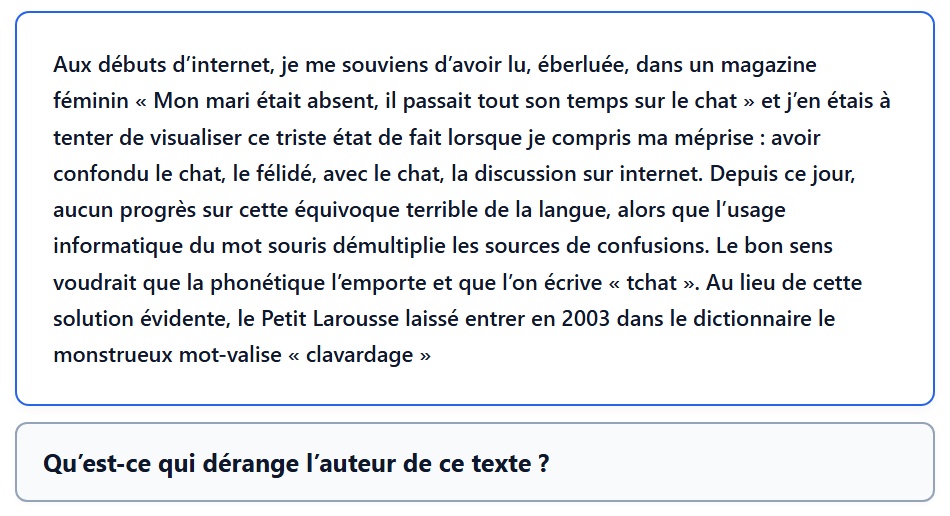 Aux débuts d’internet, je me souviens d’avoir lu, éberluée, dans un magazine
féminin « Mon mari était absent, il passait tout son temps sur le chat » et j’en étais à
tenter de visualiser ce triste état de fait lorsque je compris ma méprise : avoir
confondu le chat, le félidé, avec le chat, la discussion sur internet. Depuis ce jour,
aucun progrès sur cette équivoque terrible de la langue, alors que l’usage
informatique du mot souris démultiplie les sources de confusions. Le bon sens
voudrait que la phonétique l’emporte et que l’on écrive « tchat ». Au lieu de cette
solution évidente, le Petit Larousse laissé entrer en 2003 dans le dictionnaire le
monstrueux mot-valise « clavardage »
Qu’est-ce qui dérange l’auteur de ce texte ?